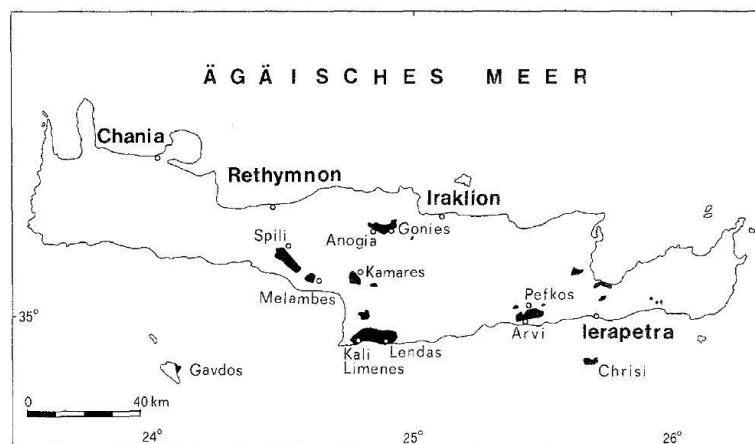 ÄGÄISCHES MEER
Chania
Rethymnon
Iraklion
Spili
Anogia
Gonies
Kamares
Melambes
Pefkos
35°
Arvi
Ierapetra
Kali
Limenes
Lendas
Gavdos
Chrisi
0
40 km
24°
25°
26°